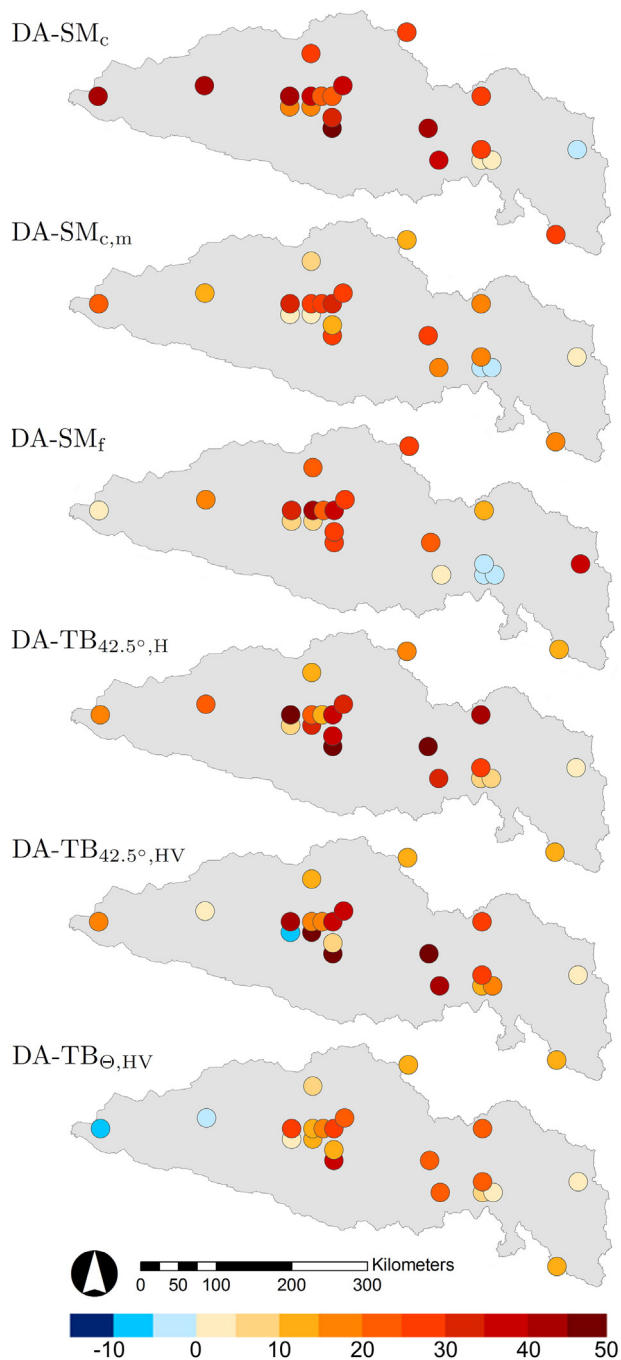 DA-SMc
DA-SMc,m
DA-SMf
DA-TB42.5°,H
DA-TB42.5°,HV
DA-TBΘ,HV
Kilometers
0 50 100 200 300
-10 0 10 20 30 40 50